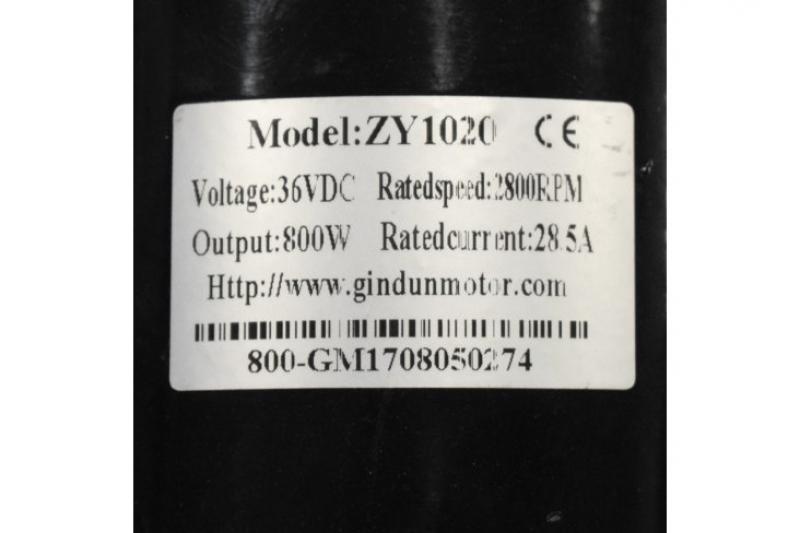 Model:ZY1020 CE
Voltage:36VDC Ratedspeed:2800RPM
Output:800W Ratedcurrent:28.5A
Http://www.gindunmotor.com
800-GM1708050274